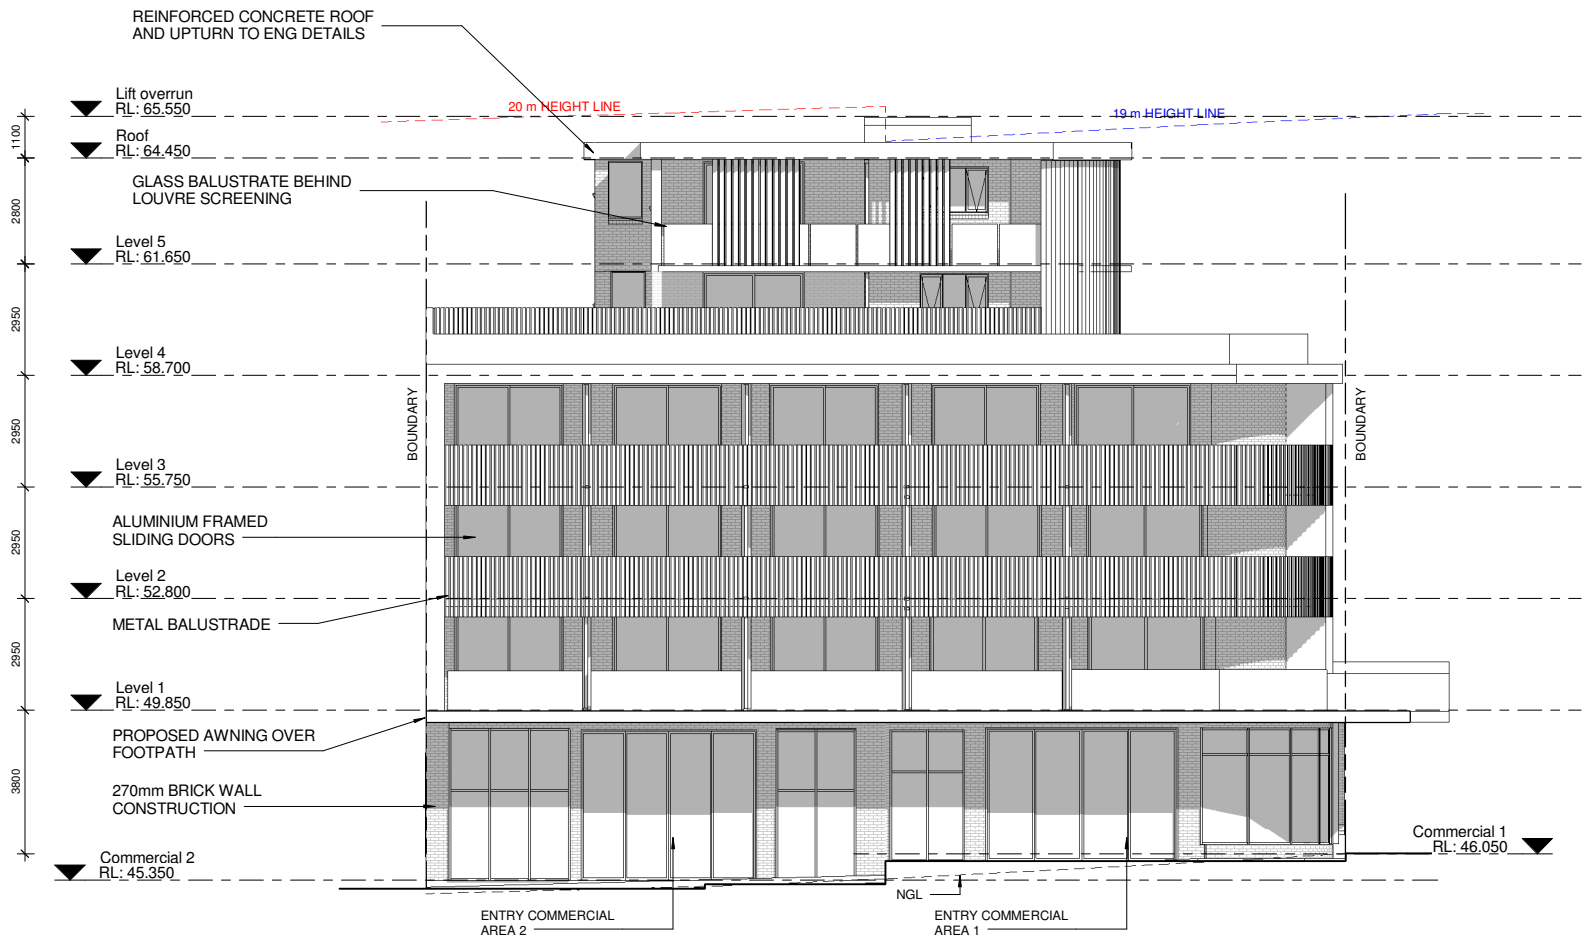 REINFORCED CONCRETE ROOF
AND UPTURN TO ENG DETAILS
Lift overrun
RL: 65.550
20 m HEIGHT LINE
19 m HEIGHT LINE
1100
Roof
RL: 64.450
GLASS BALUSTRATE BEHIND
LOUVRE SCREENING
2800
Level 5
RL: 61.650
2950
Level 4
RL: 58.700
BOUNDARY
BOUNDARY
2950
Level 3
RL: 55.750
ALUMINIUM FRAMED
SLIDING DOORS
2950
Level 2
RL: 52.800
METAL BALUSTRADE
2950
Level 1
RL: 49.850
PROPOSED AWNING OVER
FOOTPATH
3800
270mm BRICK WALL
CONSTRUCTION
Commercial 1
RL: 46.050
Commercial 2
RL: 45.350
NGL
ENTRY COMMERCIAL
AREA 2
ENTRY COMMERCIAL
AREA 1